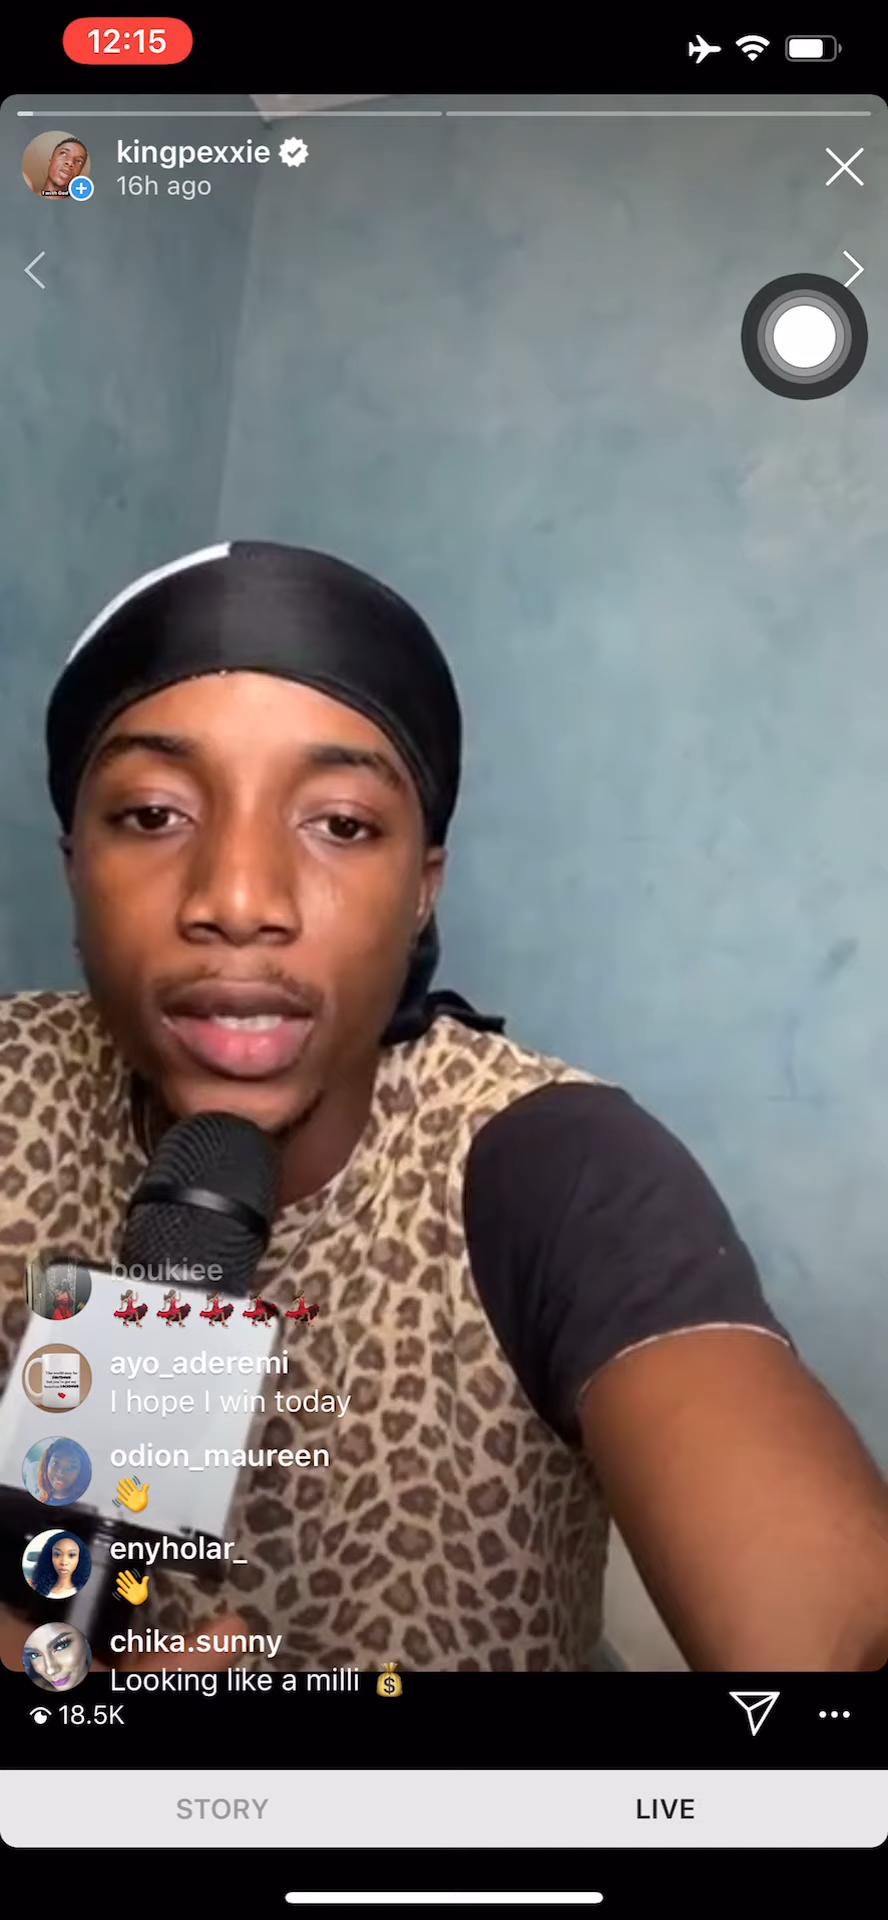 12:15
kingpexxie
16h ago
boukiee
ayo_aderemi
I hope I win today
odion_maureen
enyholar_
chika.sunny
Looking like a milli 💰
18.5K
STORY
LIVE